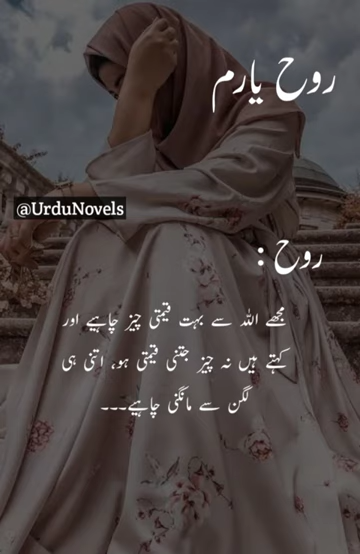 روح یارم
@UrduNovels
روح :
مجھے اللہ سے بہت قیمتی چیز چاہیے اور
کہتے ہیں نہ چیز جتنی قیمتی ہو، اتنی ہی
لگن سے مانگنی چاہیے۔۔۔